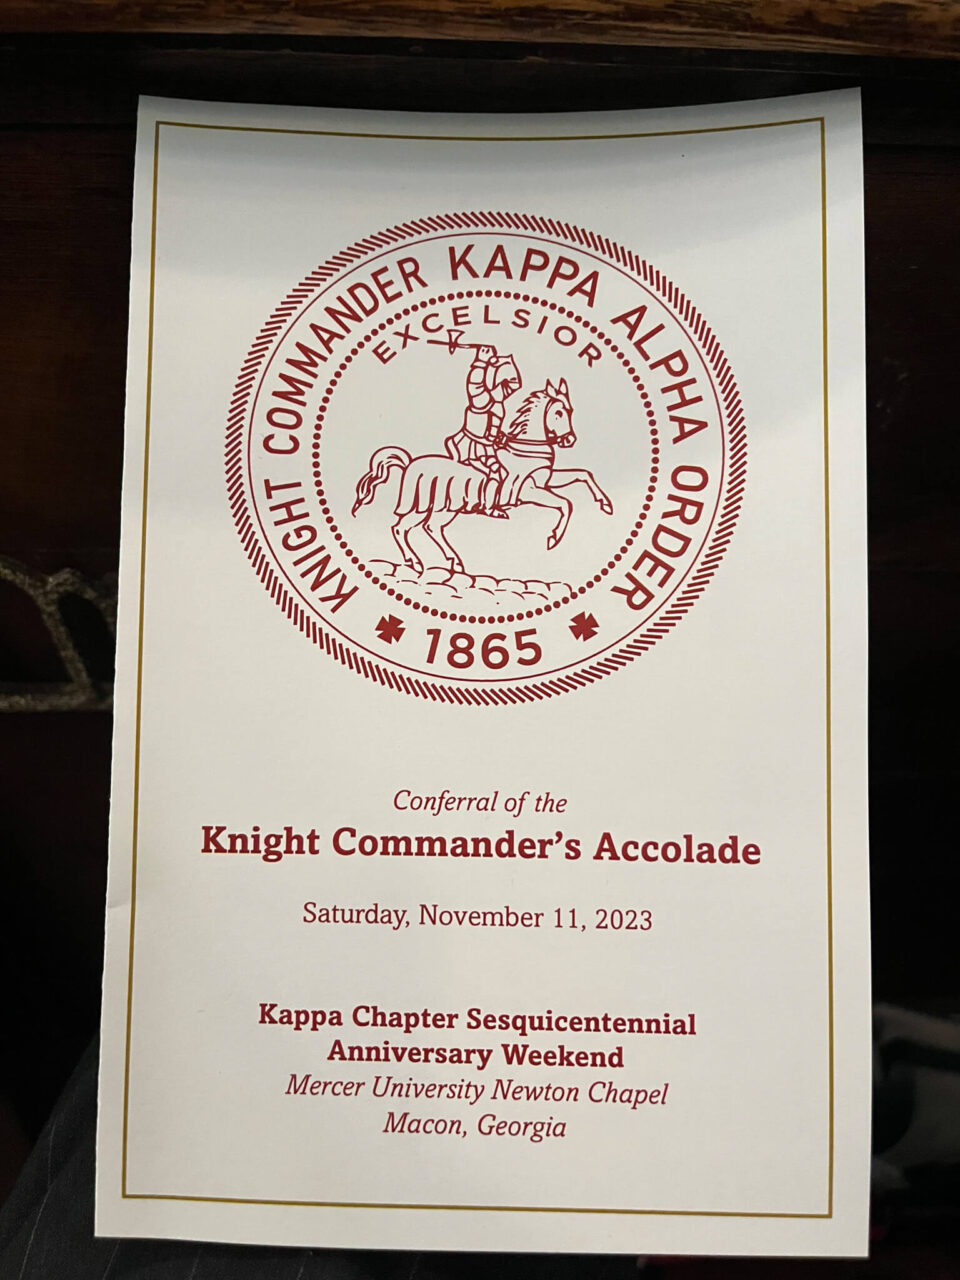 KNIGHT COMMANDER KAPPA ALPHA ORDER
EXCELSIOR
1865
Conferral of the
Knight Commander's Accolade
Saturday, November 11, 2023
Kappa Chapter Sesquicentennial
Anniversary Weekend
Mercer University Newton Chapel
Macon, Georgia